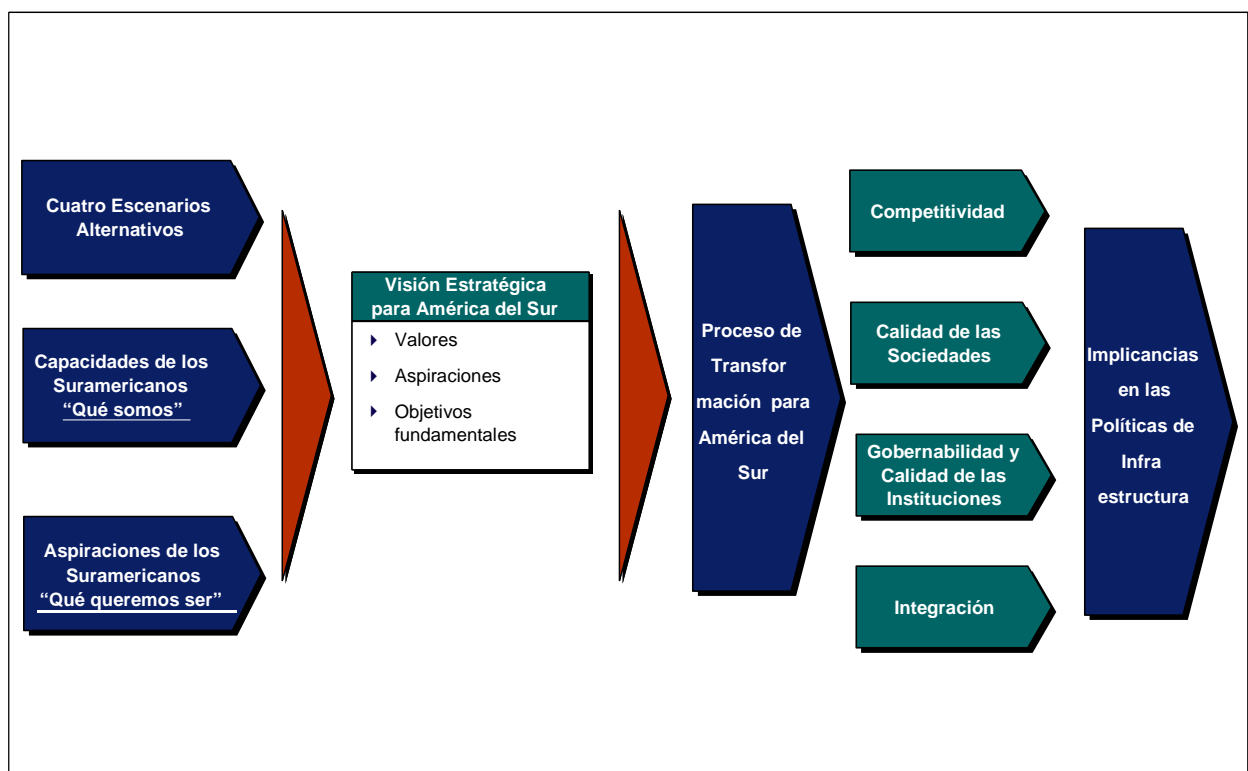 Cuatro Escenarios
Alternativos
Capacidades de los
Suramericanos
“Qué somos”
Aspiraciones de los
Suramericanos
“Qué queremos ser”
Visión Estratégica
para América del Sur
Valores
Aspiraciones
Objetivos
fundamentales
Proceso de
Transfor
mación para
América del
Sur
Competitividad
Calidad de las
Sociedades
Gobernabilidad y
Calidad de las
Instituciones
Integración
Implicancias
en las
Políticas de
Infra
estructura